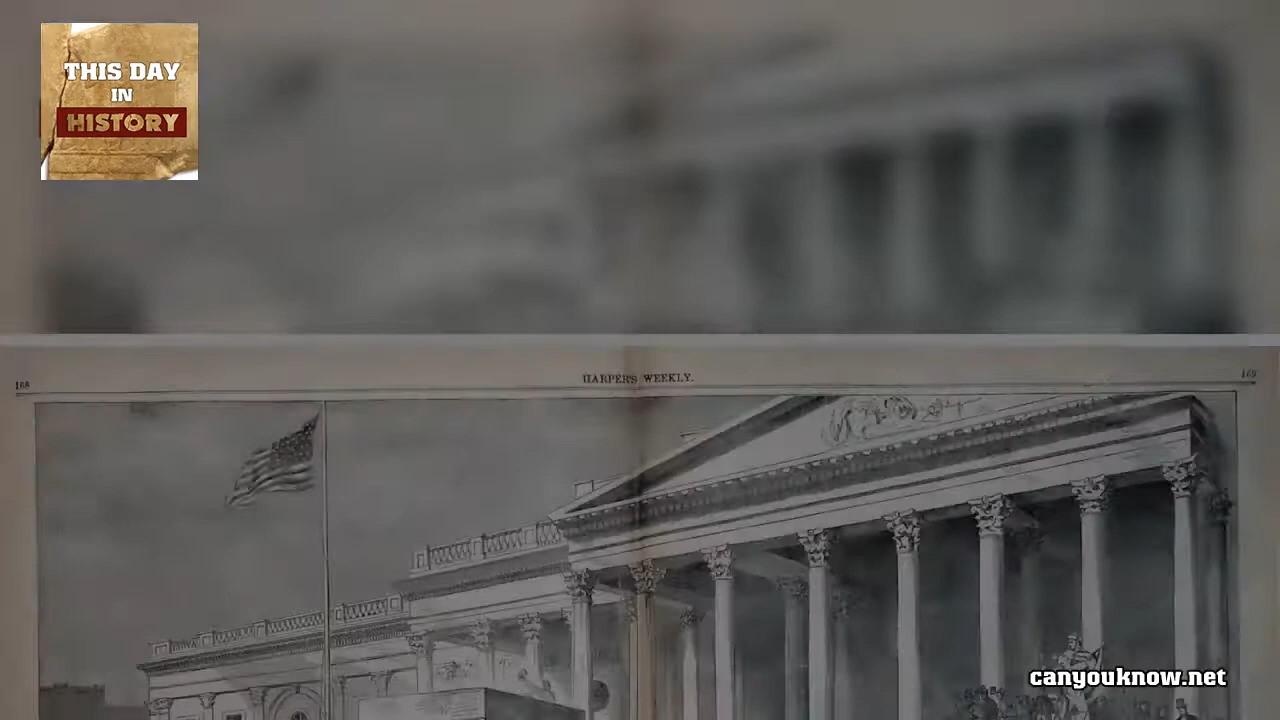 THIS DAY
IN
HISTORY
168
HARPER'S WEEKLY.
169
canyouknow.net